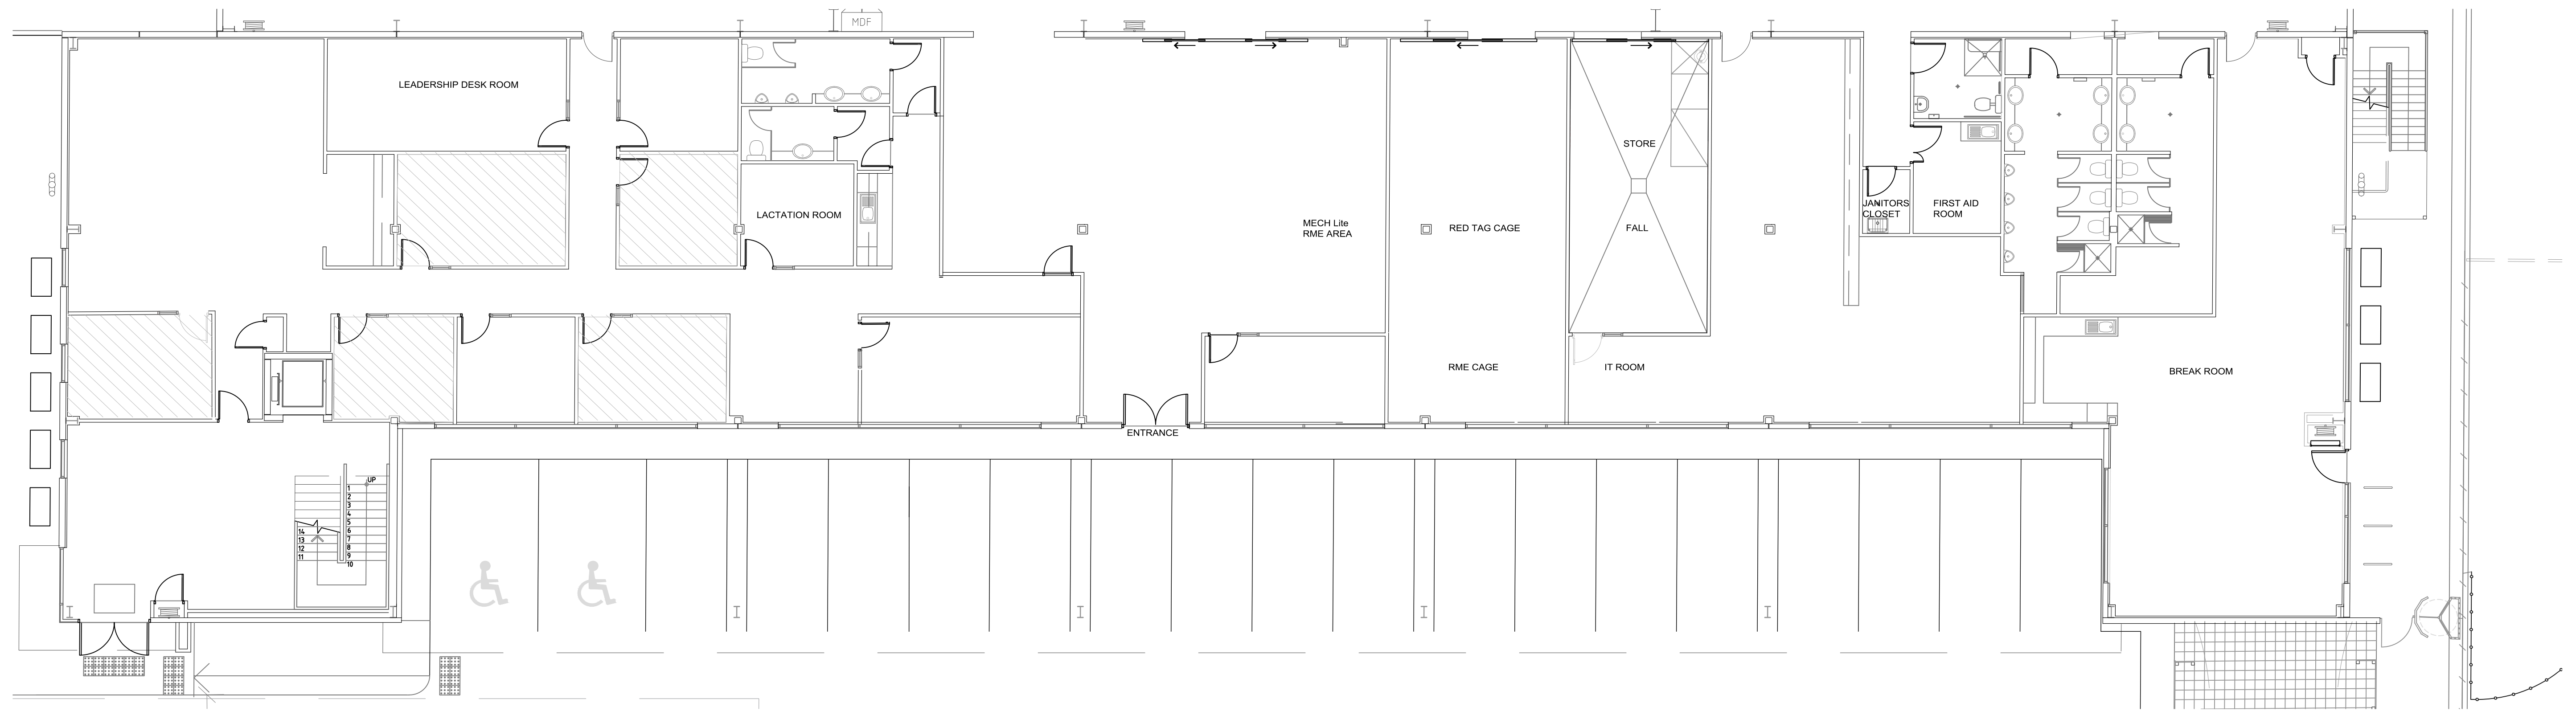 MDF
LEADERSHIP DESK ROOM
STORE
LACTATION ROOM
MECH Lite
RME AREA
RED TAG CAGE
FALL
JANITORS
CLOSET
FIRST AID
ROOM
RME CAGE
IT ROOM
BREAK ROOM
ENTRANCE
UP
1
2
3
4
5
6
7
8
9
10
14
13
12
11